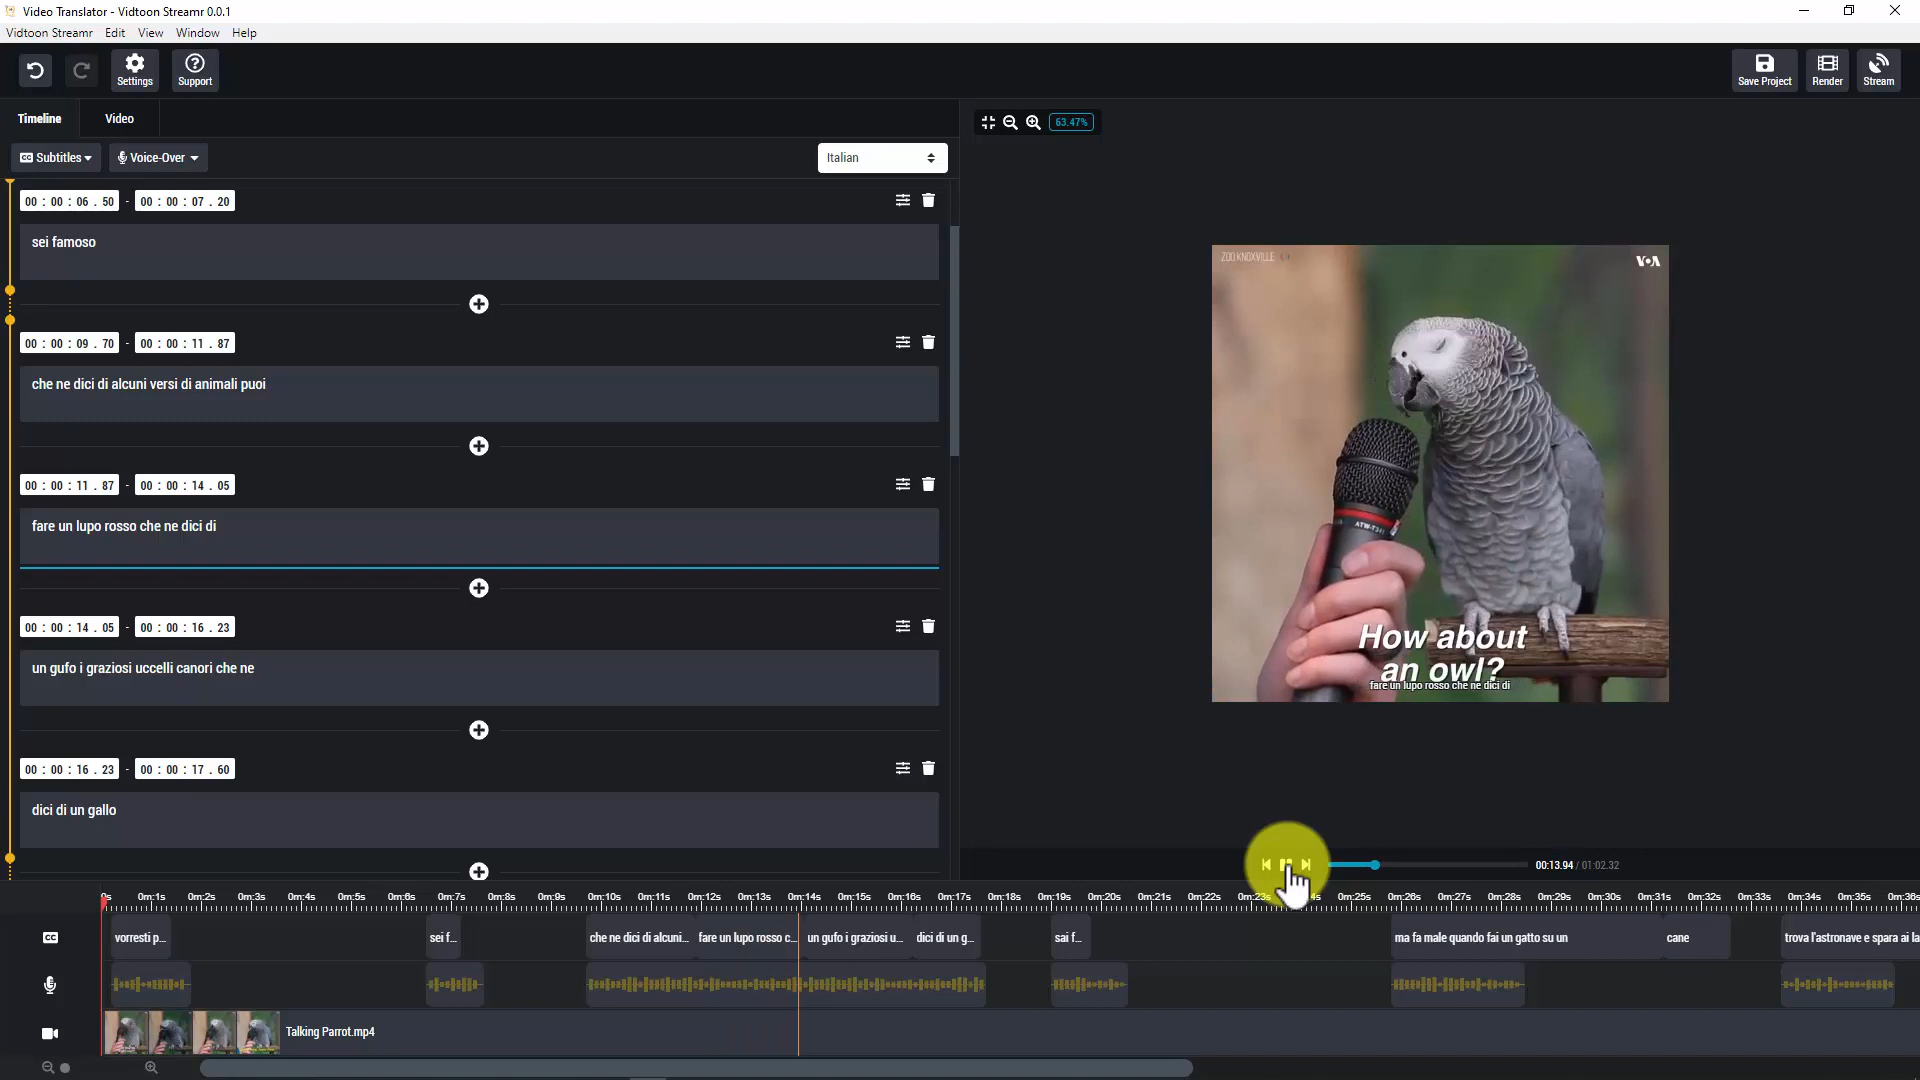 Video Translator - Vidtoon Streamr 0.0.1
Vidtoon Streamr Edit View Window Help
Settings Support Save Project Render Stream
Timeline Video
63.47%
CC Subtitles Voice-Over Italian
00 : 00 : 06 . 50 - 00 : 00 : 07 . 20
sei famoso
00 : 00 : 09 . 70 - 00 : 00 : 11 . 87
che ne dici di alcuni versi di animali puoi
00 : 00 : 11 . 87 - 00 : 00 : 14 . 05
fare un lupo rosso che ne dici di
00 : 00 : 14 . 05 - 00 : 00 : 16 . 23
un gufo i graziosi uccelli canori che ne
00 : 00 : 16 . 23 - 00 : 00 : 17 . 60
dici di un gallo
ZOO KNOXVILLE
VOA
ATW-T341
How about
an owl?
fare un lupo rosso che ne dici di
00:13.94 / 01:02.32
0s 0m:1s 0m:2s 0m:3s 0m:4s 0m:5s 0m:6s 0m:7s 0m:8s 0m:9s 0m:10s 0m:11s 0m:12s 0m:13s 0m:14s 0m:15s 0m:16s 0m:17s 0m:18s 0m:19s 0m:20s 0m:21s 0m:22s 0m:25s 0m:26s 0m:27s 0m:28s 0m:29s 0m:30s 0m:31s 0m:32s 0m:33s 0m:34s 0m:35s 0m:36s
CC vorresti p... sei f... che ne dici di alcuni... fare un lupo rosso c... un gufo i graziosi u... dici di un g... sai f... ma fa male quando fai un gatto su un cane trova l'astronave e spara ai la
Talking Parrot.mp4